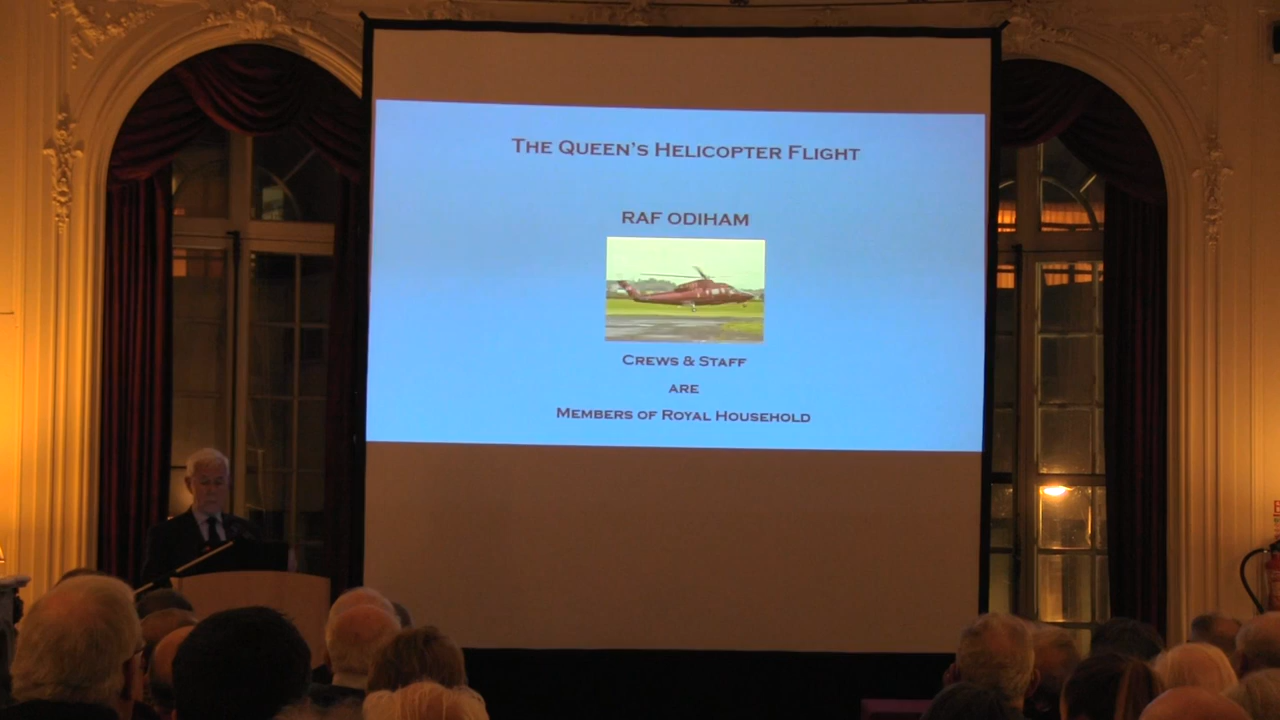 The Queen's Helicopter Flight
RAF ODIHAM
Crews & Staff
are
Members of Royal Household